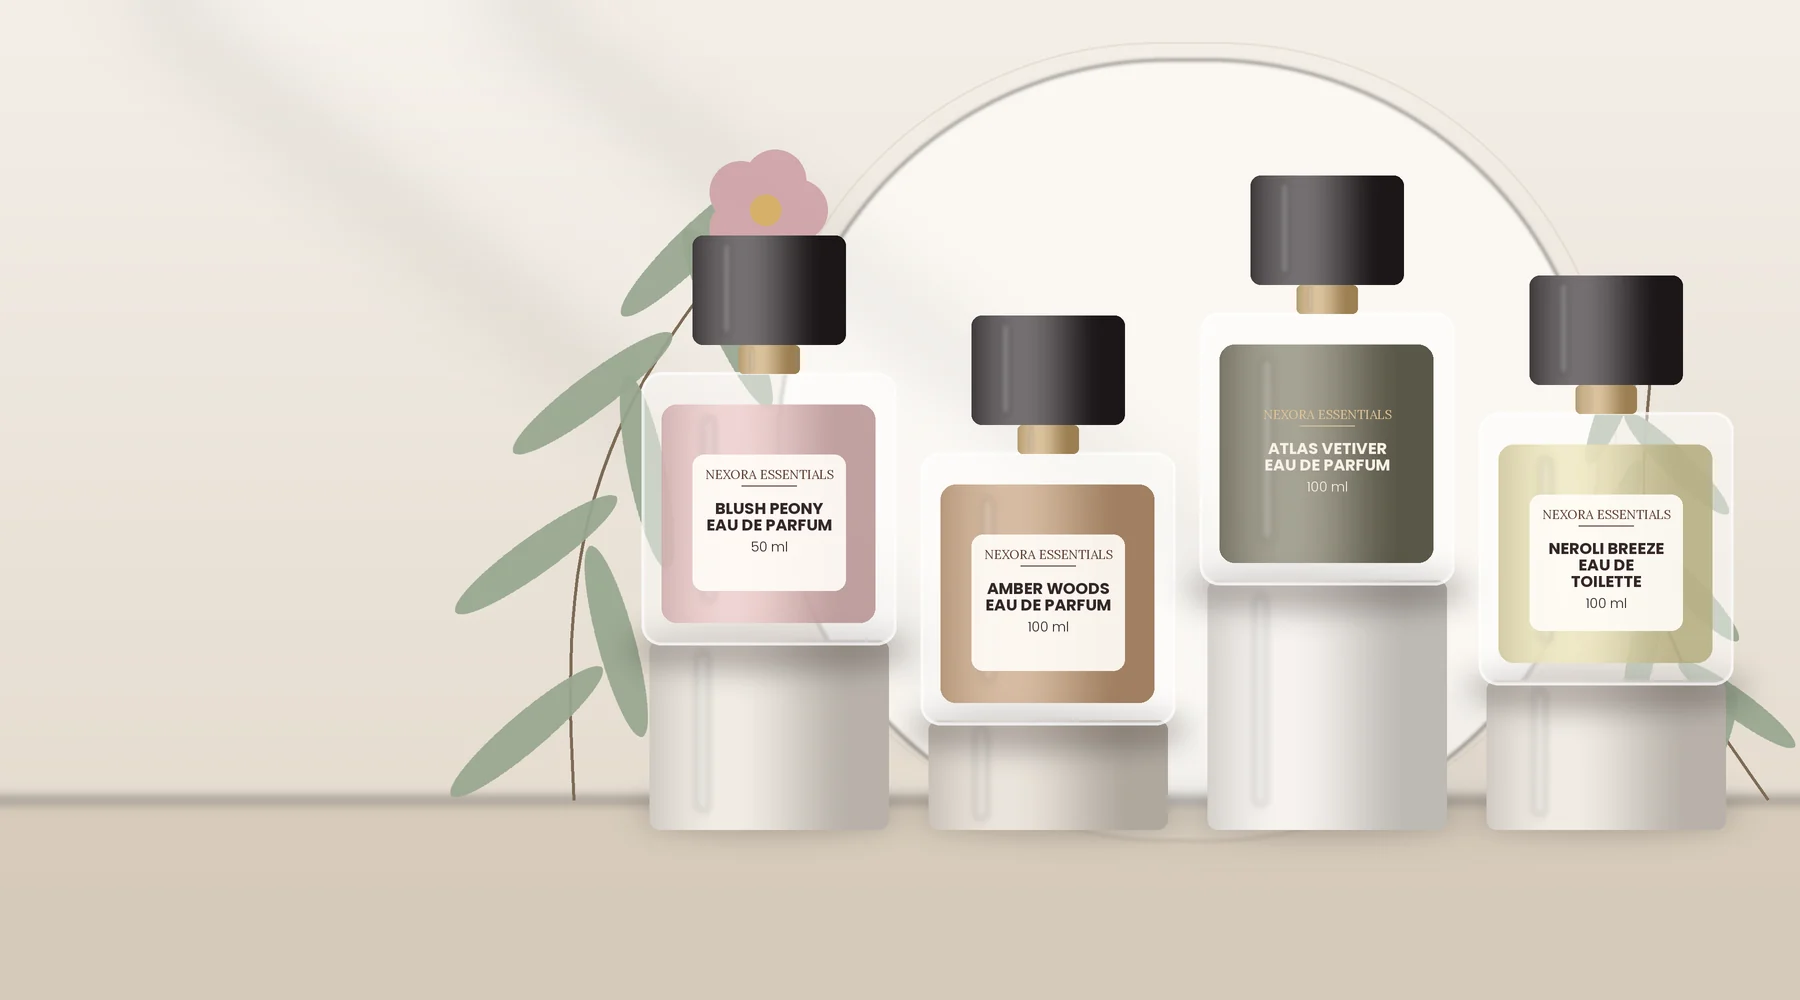 NEXORA ESSENTIALS
BLUSH PEONY
EAU DE PARFUM
50 ml
NEXORA ESSENTIALS
AMBER WOODS
EAU DE PARFUM
100 ml
NEXORA ESSENTIALS
ATLAS VETIVER
EAU DE PARFUM
100 ml
NEXORA ESSENTIALS
NEROLI BREEZE
EAU DE
TOILETTE
100 ml